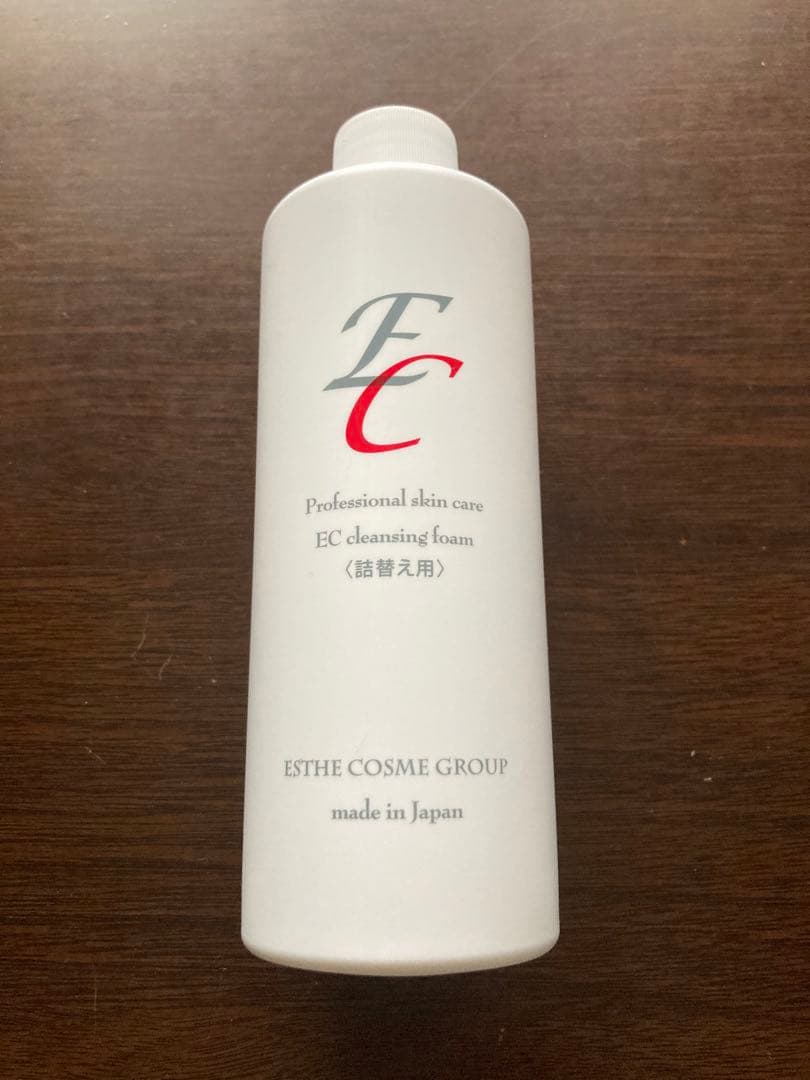 EC
Professional skin care
EC cleansing foam
〈詰替え用〉
ESTHE COSME GROUP
made in Japan